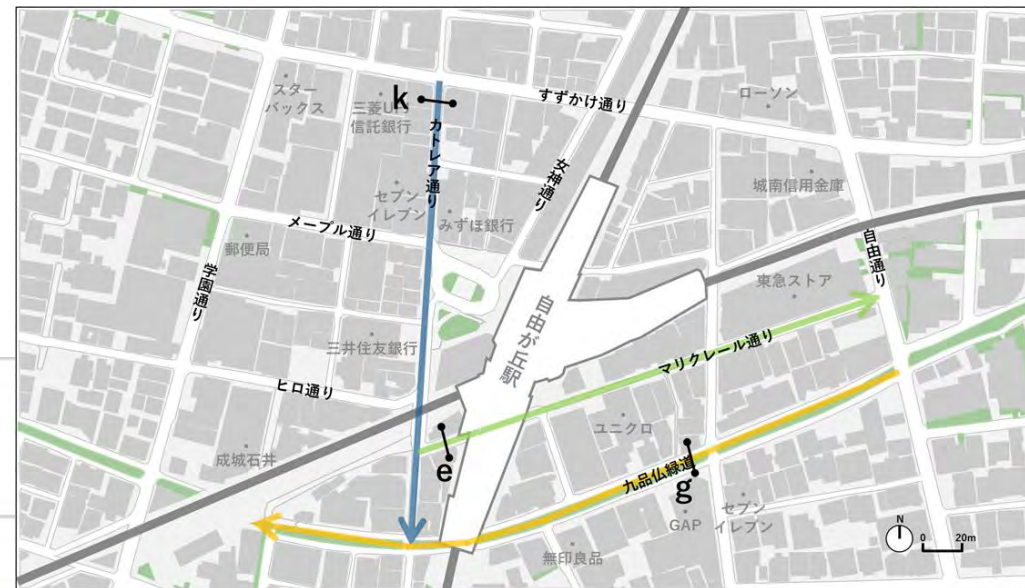 スター
バックス
k
三菱UFJ
信託銀行
カトレア通り
すずかけ通り
ローソン
女神通り
セブン
イレブン
みずほ銀行
城南信用金庫
メープル通り
郵便局
学園通り
自由通り
東急ストア
自由が丘駅
三井住友銀行
マリクレール通り
ヒロ通り
ユニクロ
成城石井
e
九品仏緑道
g
GAP
セブン
イレブン
無印良品
N
0 20m